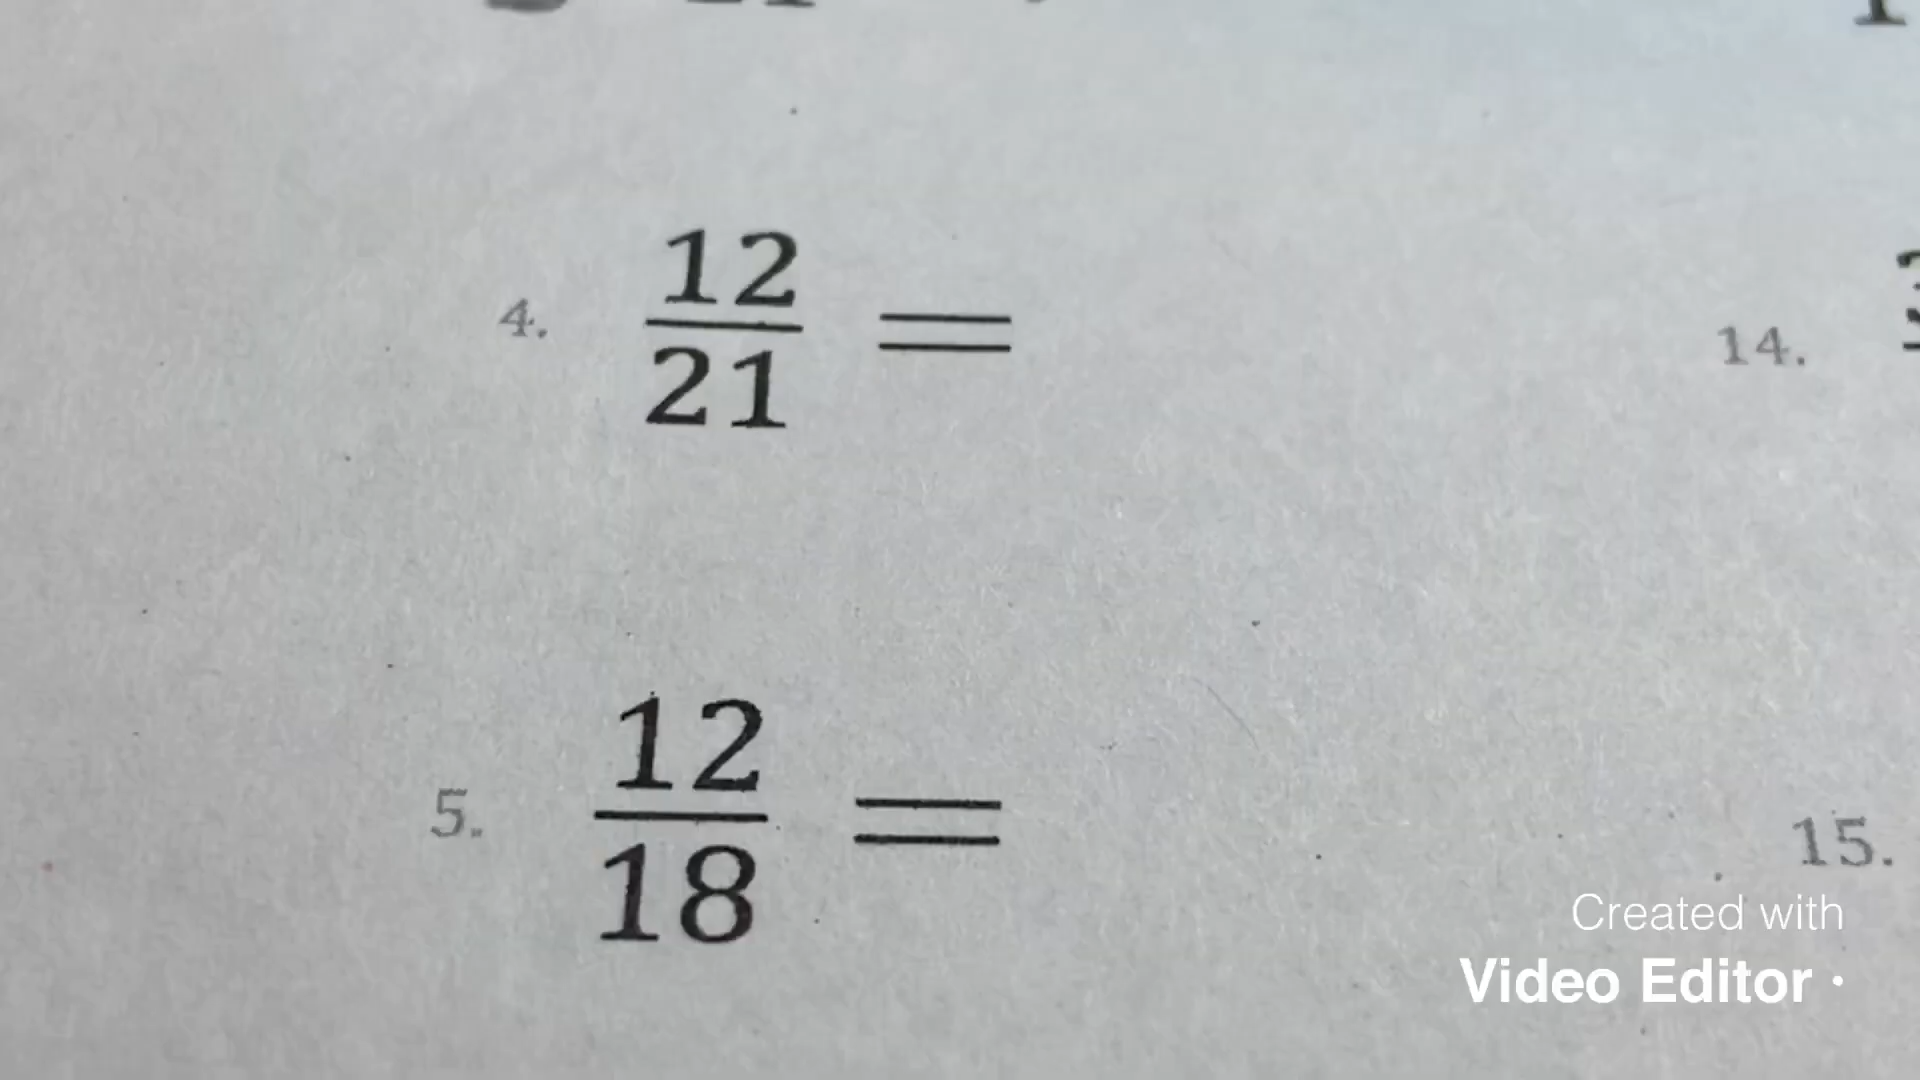 4. 12/21 =
14.
5. 12/18 =
15.
Created with
Video Editor